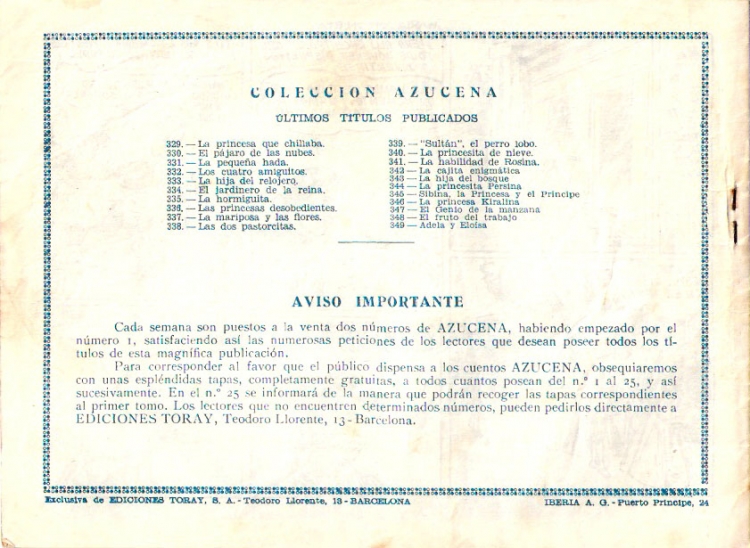 COLECCION AZUCENA
ÚLTIMOS TÍTULOS PUBLICADOS
329.—La princesa que chillaba.
330.—El pájaro de las nubes.
331.—La pequeña hada.
332.—Los cuatro amiguitos.
333.—La hija del relojero.
334.—El jardinero de la reina.
335.—La hormiguita.
336.—Las princesas desobedientes.
337.—La mariposa y las flores.
338.—Las dos pastorcitas.
339.—"Sultán", el perro lobo.
340.—La princesita de nieve.
341.—La habilidad de Rosina.
342—La cajita enigmática
343—La hija del bosque
344—La princesita Persina
345—Sibina, la Princesa y el Príncipe
346—La princesa Kiralina
347—El Genio de la manzana
348—El fruto del trabajo
349—Adela y Eloísa
AVISO IMPORTANTE
Cada semana son puestos a la venta dos números de AZUCENA, habiendo empezado por el
número 1, satisfaciendo así las numerosas peticiones de los lectores que desean poseer todos los tí-
tulos de esta magnífica publicación.
Para corresponder al favor que el público dispensa a los cuentos AZUCENA, obsequiaremos
con unas espléndidas tapas, completamente gratuitas, a todos cuantos posean del n.º 1 al 25, y así
sucesivamente. En el n.º 25 se informará de la manera que podrán recoger las tapas correspondientes
al primer tomo. Los lectores que no encuentren determinados números, pueden pedirlos directamente a
EDICIONES TORAY, Teodoro Llorente, 13-Barcelona.
Exclusiva de EDICIONES TORAY, S. A.-Teodoro Llorente, 13-BARCELONA
IBERIA A. G.-Puerto Príncipe, 24